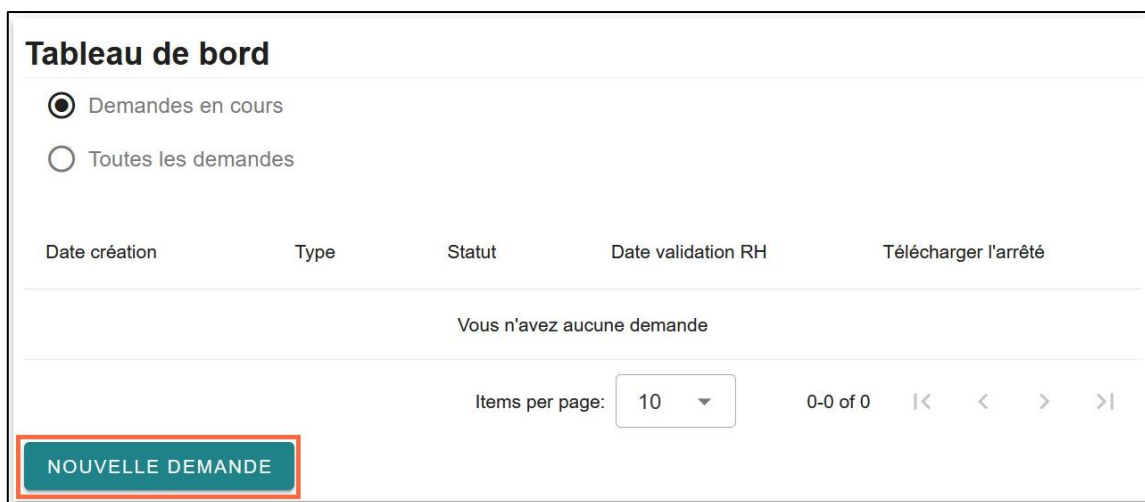 Tableau de bord
Demandes en cours
Toutes les demandes
Date création Type Statut Date validation RH Télécharger l'arrêté
Vous n'avez aucune demande
Items per page: 10 0-0 of 0
NOUVELLE DEMANDE